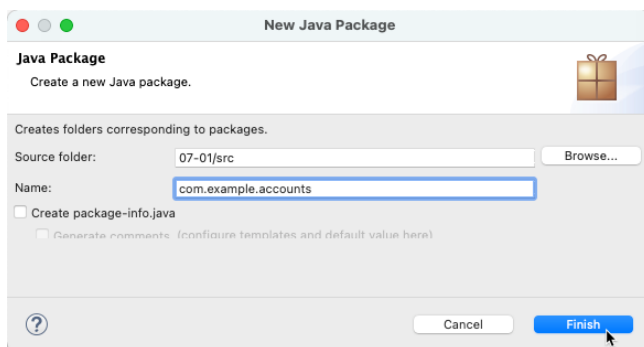 New Java Package
Java Package
Create a new Java package.
Creates folders corresponding to packages.
Source folder: 07-01/src Browse...
Name: com.example.accounts
Create package-info.java
Generate comments (configure templates and default value here)
? Cancel Finish